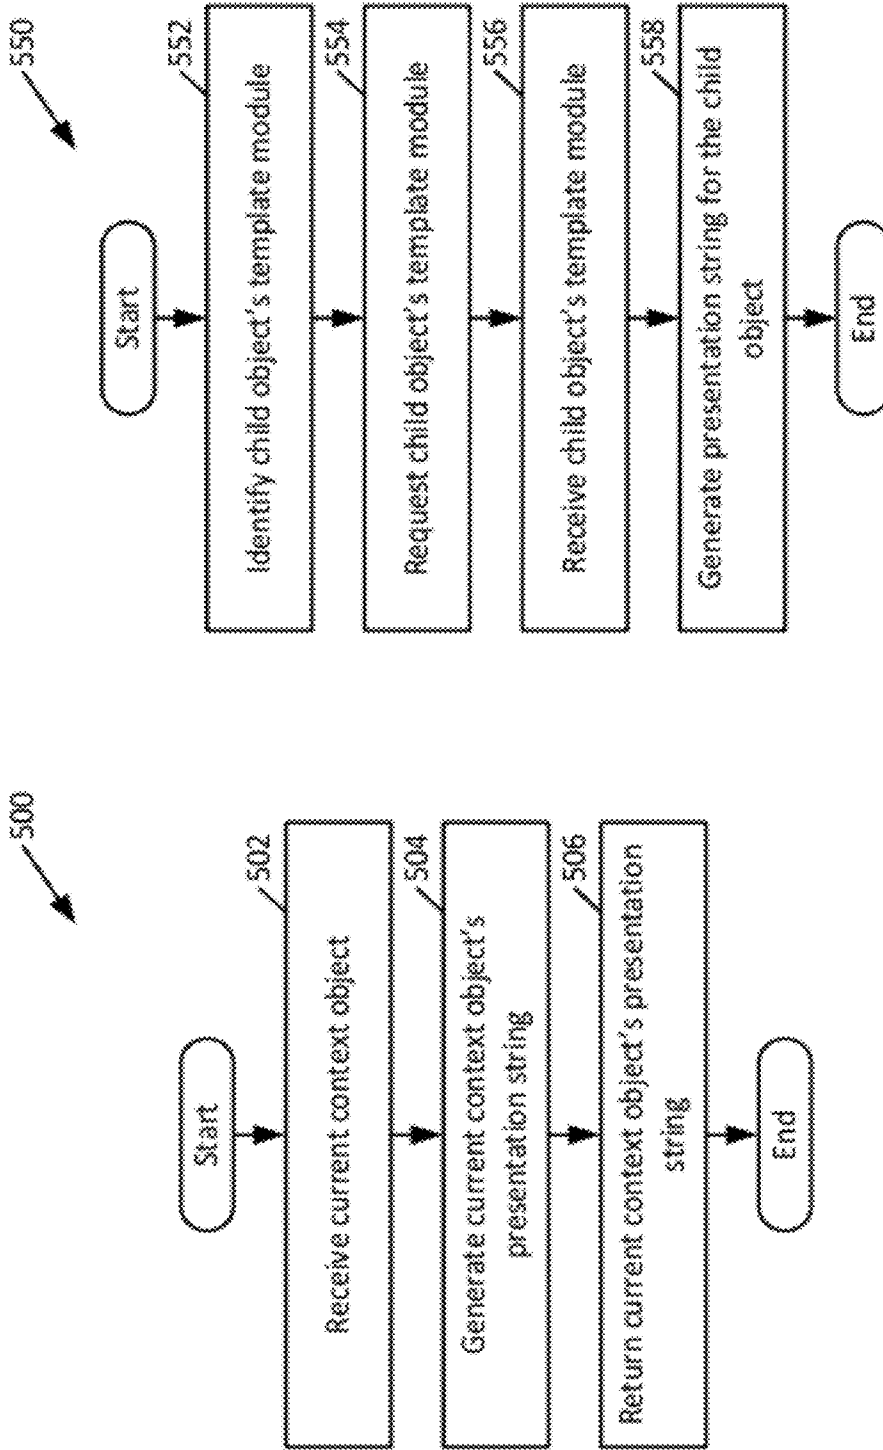 500
Start
502
Receive current context object
504
Generate current context object's
presentation string
506
Return current context object's presentation
string
End
550
Start
552
Identify child object's template module
554
Request child object's template module
556
Receive child object's template module
558
Generate presentation string for the child
object
End